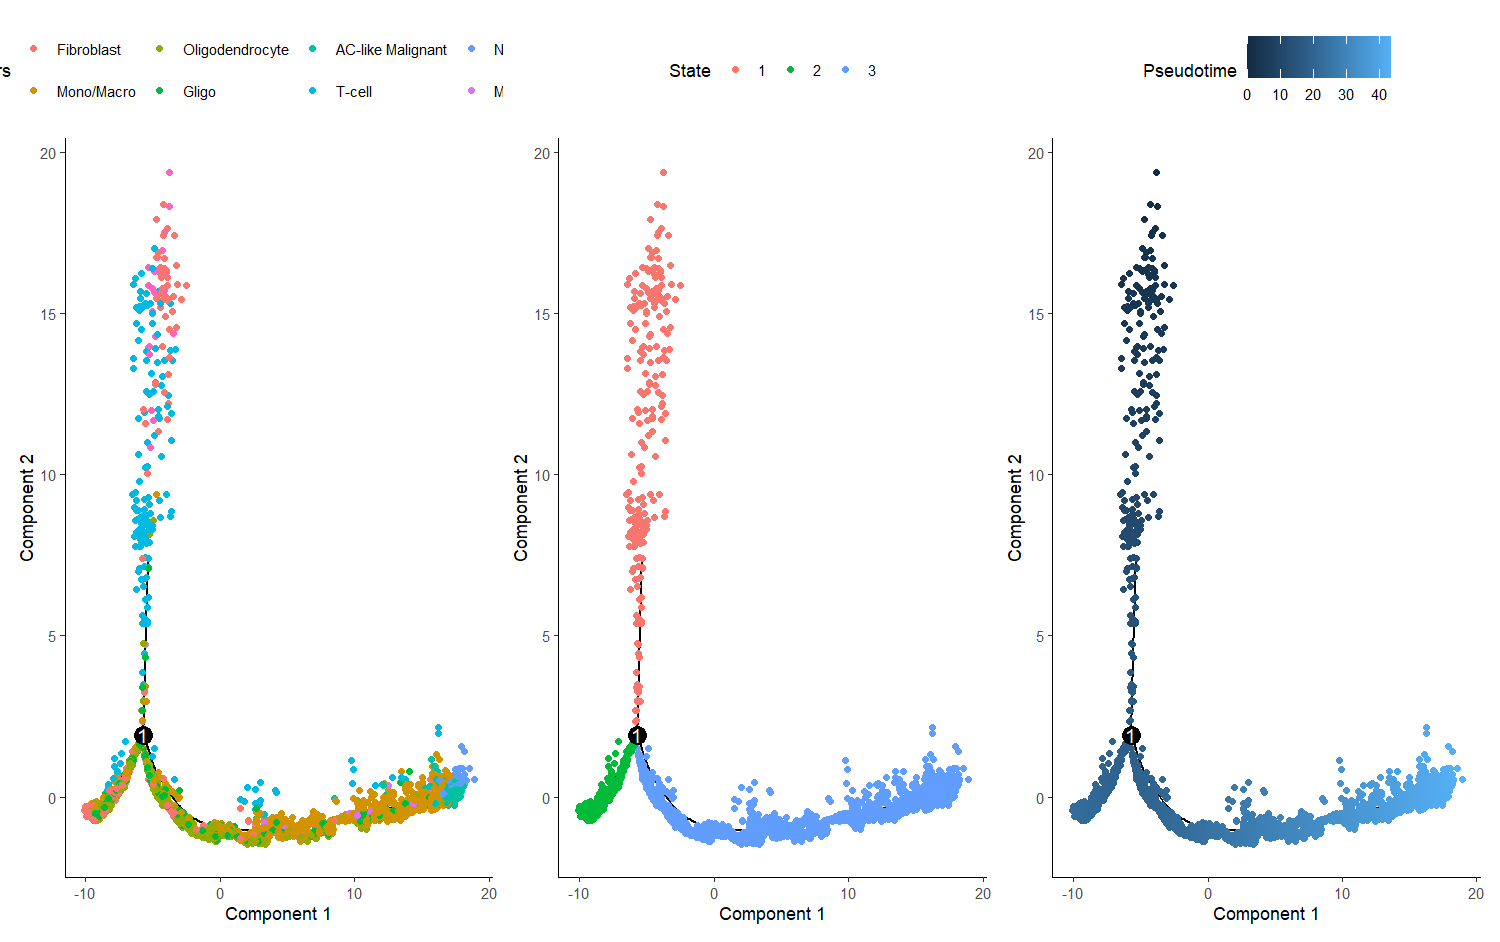 rs
Fibroblast Oligodendrocyte AC-like Malignant N
Mono/Macro Gligo T-cell M
State 1 2 3
Pseudotime
0 10 20 30 40
20
15
10
5
0
-10 0 10 20
Component 1
Component 2
1
20
15
10
5
0
-10 0 10 20
Component 1
Component 2
1
20
15
10
5
0
-10 0 10 20
Component 1
Component 2
1